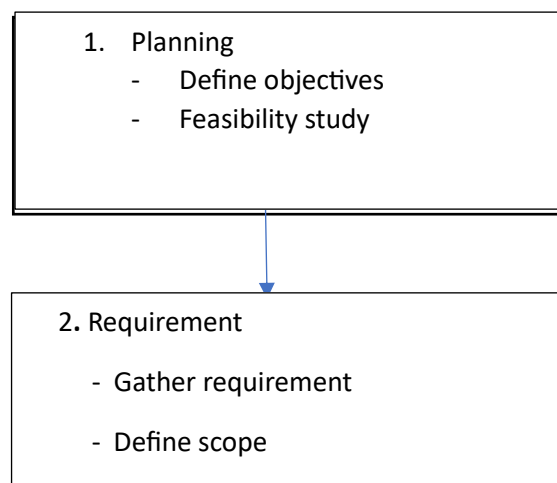 1. Planning
- Define objectives
- Feasibility study
2. Requirement
- Gather requirement
- Define scope